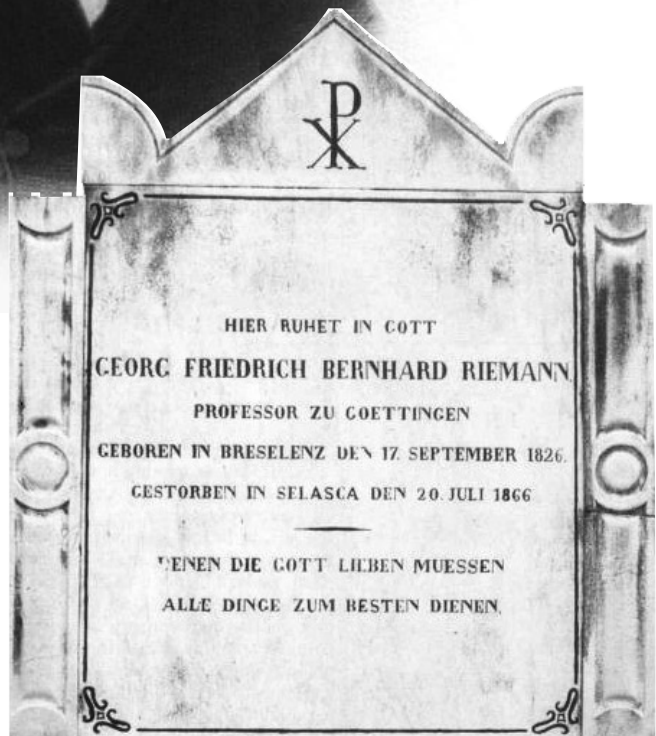 HIER RUHET IN GOTT
GEORG FRIEDRICH BERNHARD RIEMANN
PROFESSOR ZU GOETTINGEN
GEBOREN IN BRESELENZ DEN 17. SEPTEMBER 1826.
GESTORBEN IN SELASCA DEN 20. JULI 1866
DENEN DIE GOTT LIEBEN MUESSEN
ALLE DINGE ZUM BESTEN DIENEN.